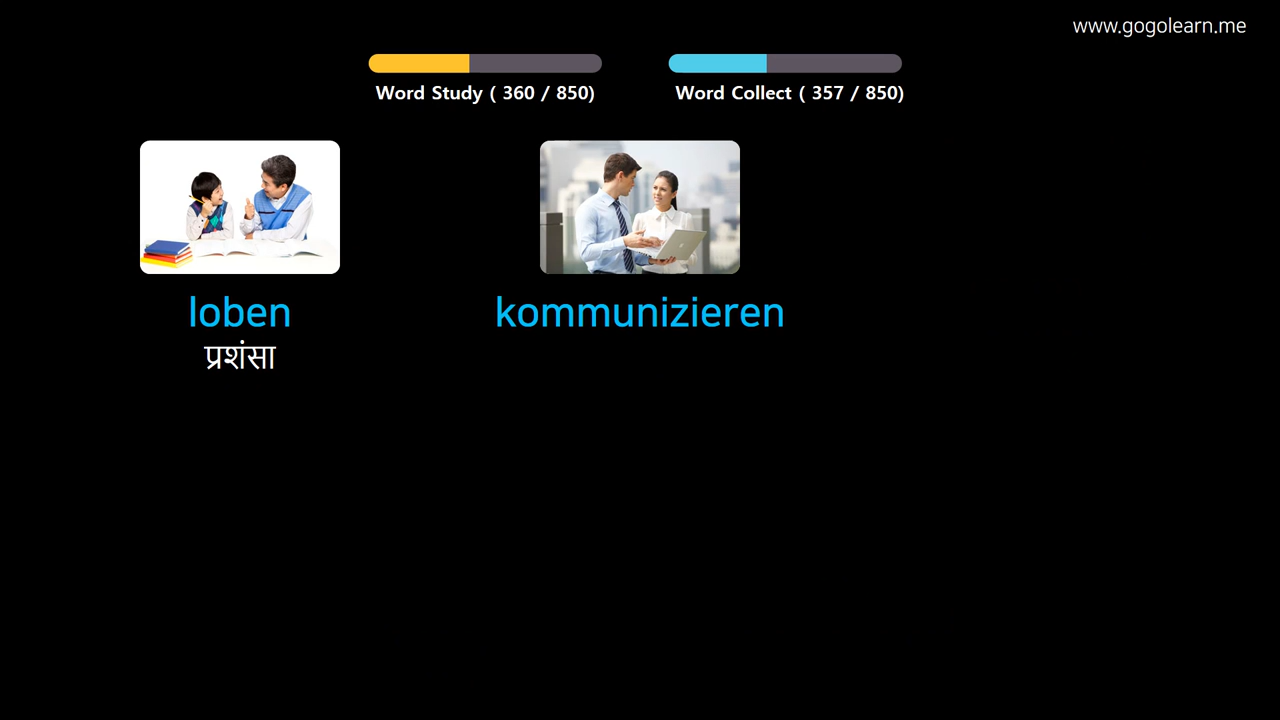 www.gogolearn.me
Word Study ( 360 / 850)
Word Collect ( 357 / 850)
loben
kommunizieren
प्रशंसा